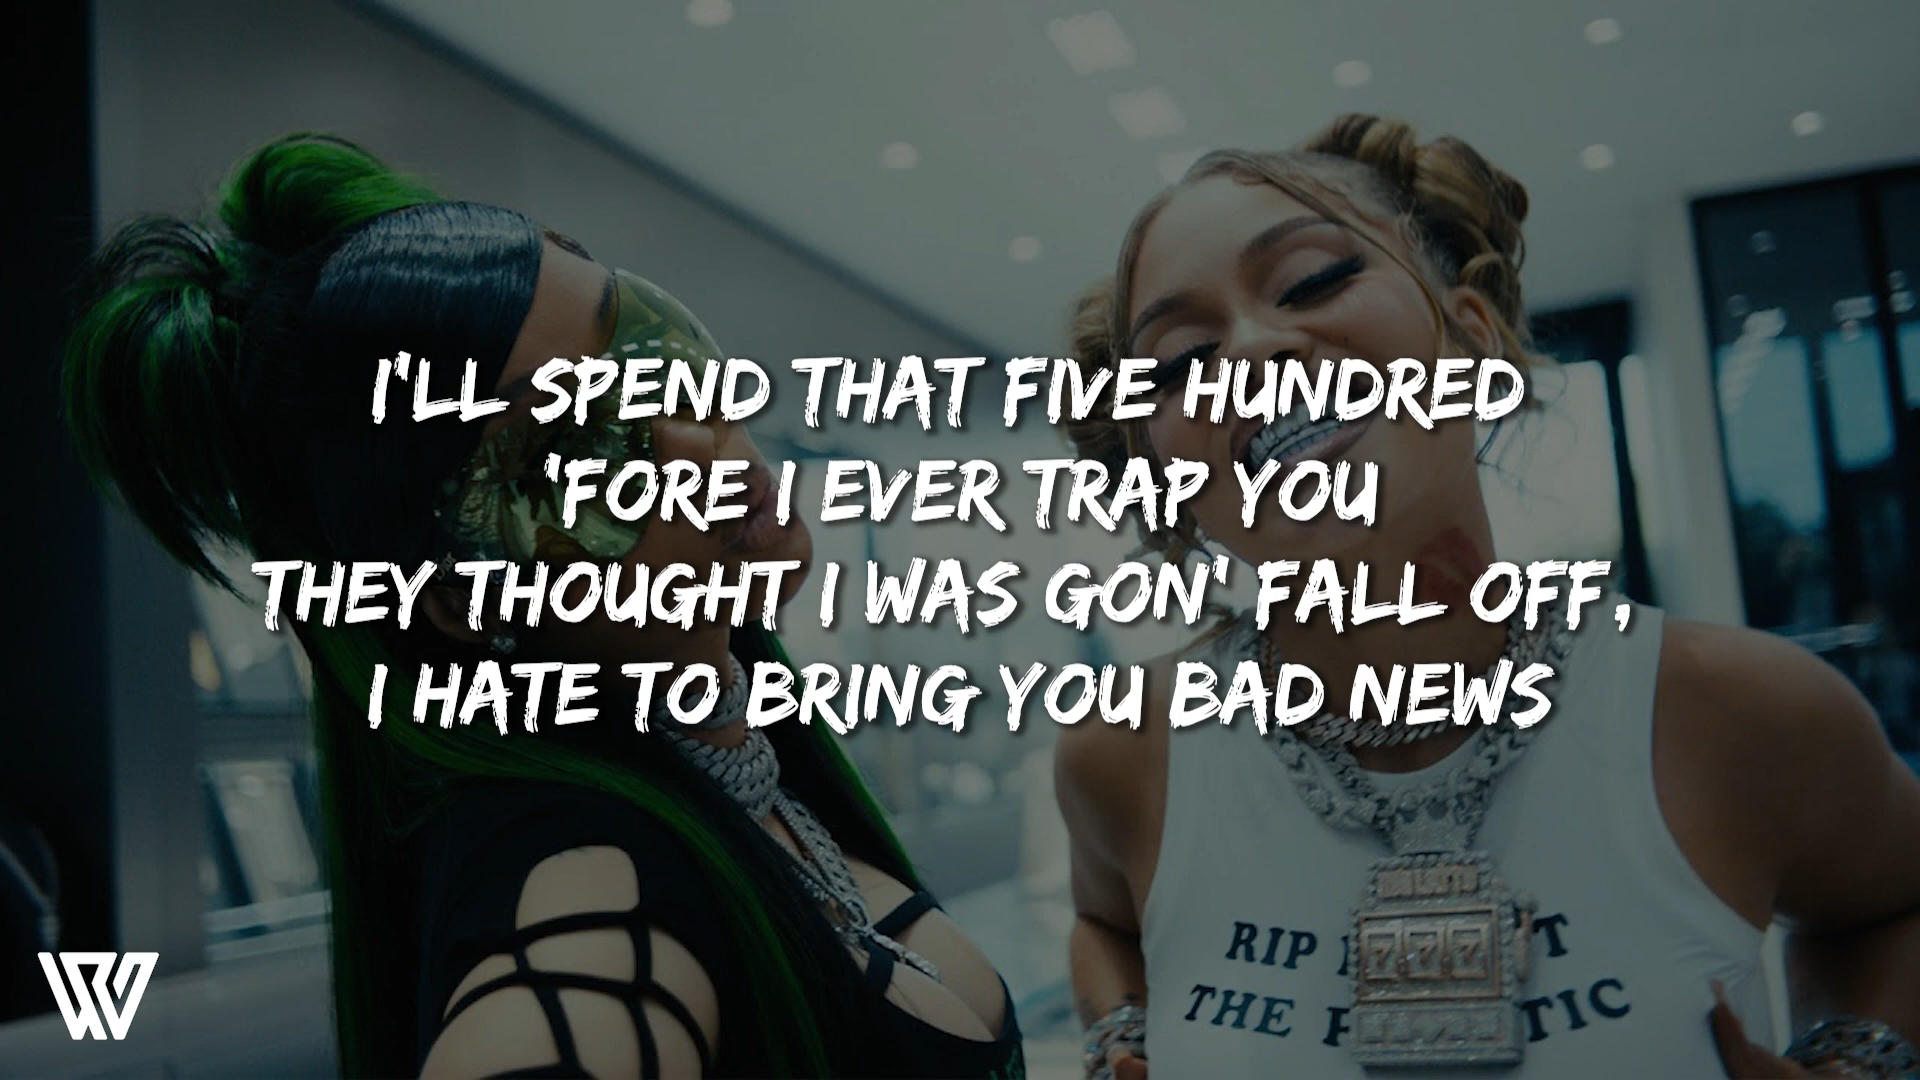 I'LL SPEND THAT FIVE HUNDRED
'FORE I EVER TRAP YOU
THEY THOUGHT I WAS GON' FALL OFF,
I HATE TO BRING YOU BAD NEWS
RIP
T
777
THE P
TIC